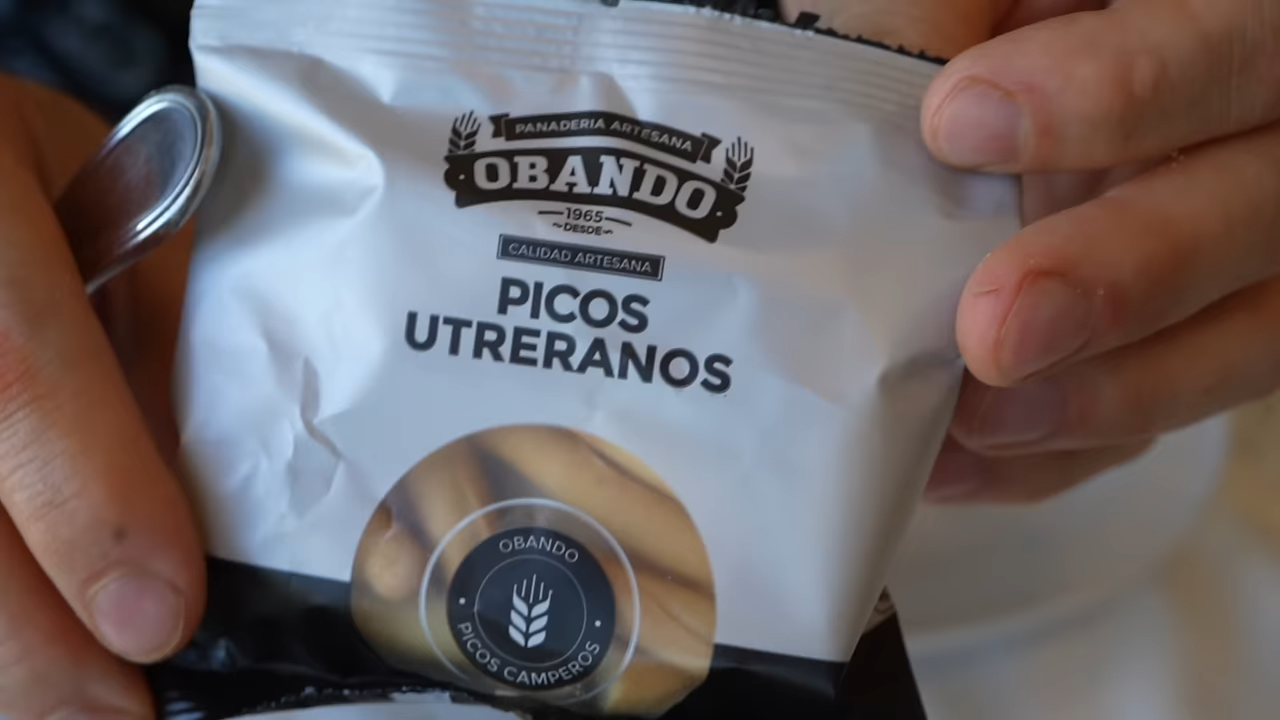 PANADERIA ARTESANA
OBANDO
1965
~DESDE~
CALIDAD ARTESANA
PICOS
UTRERANOS
OBANDO
PICOS CAMPEROS